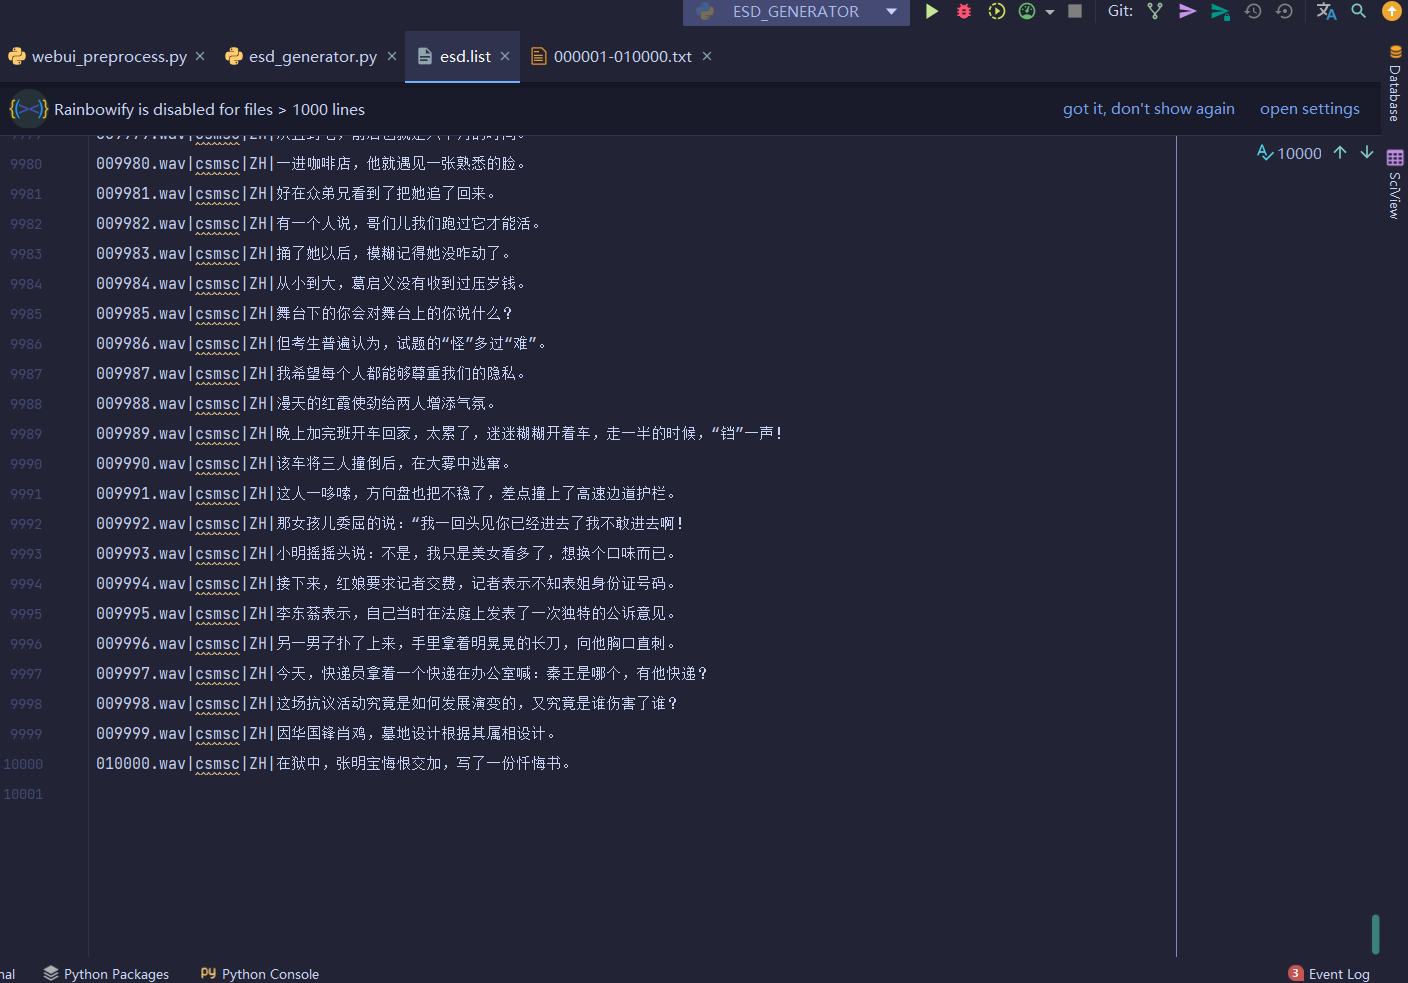 ESD_GENERATOR Git:
webui_preprocess.py esd_generator.py esd.list 000001-010000.txt
Rainbowify is disabled for files > 1000 lines got it, don't show again open settings
Database
SciView
10000
9980 009980.wav|csmsc|ZH|一进咖啡店，他就遇见一张熟悉的脸。
9981 009981.wav|csmsc|ZH|好在众弟兄看到了把她追了回来。
9982 009982.wav|csmsc|ZH|有一个人说，哥们儿我们跑过它才能活。
9983 009983.wav|csmsc|ZH|捅了她以后，模糊记得她没咋动了。
9984 009984.wav|csmsc|ZH|从小到大，葛启义没有收到过压岁钱。
9985 009985.wav|csmsc|ZH|舞台下的你会对舞台上的你说什么？
9986 009986.wav|csmsc|ZH|但考生普遍认为，试题的“怪”多过“难”。
9987 009987.wav|csmsc|ZH|我希望每个人都能够尊重我们的隐私。
9988 009988.wav|csmsc|ZH|漫天的红霞使劲给两人增添气氛。
9989 009989.wav|csmsc|ZH|晚上加完班开车回家，太累了，迷迷糊糊开着车，走一半的时候，“铛”一声！
9990 009990.wav|csmsc|ZH|该车将三人撞倒后，在大雾中逃窜。
9991 009991.wav|csmsc|ZH|这人一哆嗦，方向盘也把不稳了，差点撞上了高速边道护栏。
9992 009992.wav|csmsc|ZH|那女孩儿委屈的说：“我一回头见你已经进去了我不敢进去啊！
9993 009993.wav|csmsc|ZH|小明摇摇头说：不是，我只是美女看多了，想换个口味而已。
9994 009994.wav|csmsc|ZH|接下来，红娘要求记者交费，记者表示不知表姐身份证号码。
9995 009995.wav|csmsc|ZH|李东蓊表示，自己当时在法庭上发表了一次独特的公诉意见。
9996 009996.wav|csmsc|ZH|另一男子扑了上来，手里拿着明晃晃的长刀，向他胸口直刺。
9997 009997.wav|csmsc|ZH|今天，快递员拿着一个快递在办公室喊：秦王是哪个，有他快递？
9998 009998.wav|csmsc|ZH|这场抗议活动究竟是如何发展演变的，又究竟是谁伤害了谁？
9999 009999.wav|csmsc|ZH|因华国锋肖鸡，墓地设计根据其属相设计。
10000 010000.wav|csmsc|ZH|在狱中，张明宝悔恨交加，写了一份忏悔书。
10001
nal Python Packages Python Console 3 Event Log